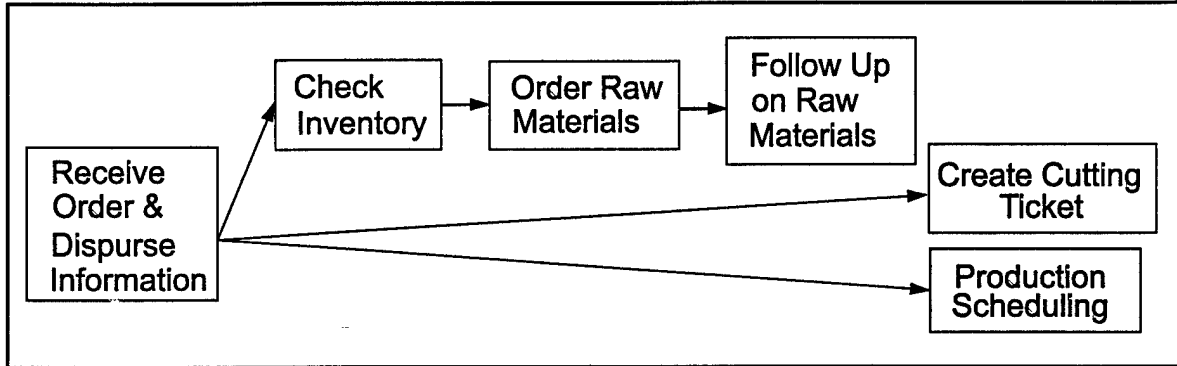 Receive
Order &
Dispurse
Information
Check
Inventory
Order Raw
Materials
Follow Up
on Raw
Materials
Create Cutting
Ticket
Production
Scheduling